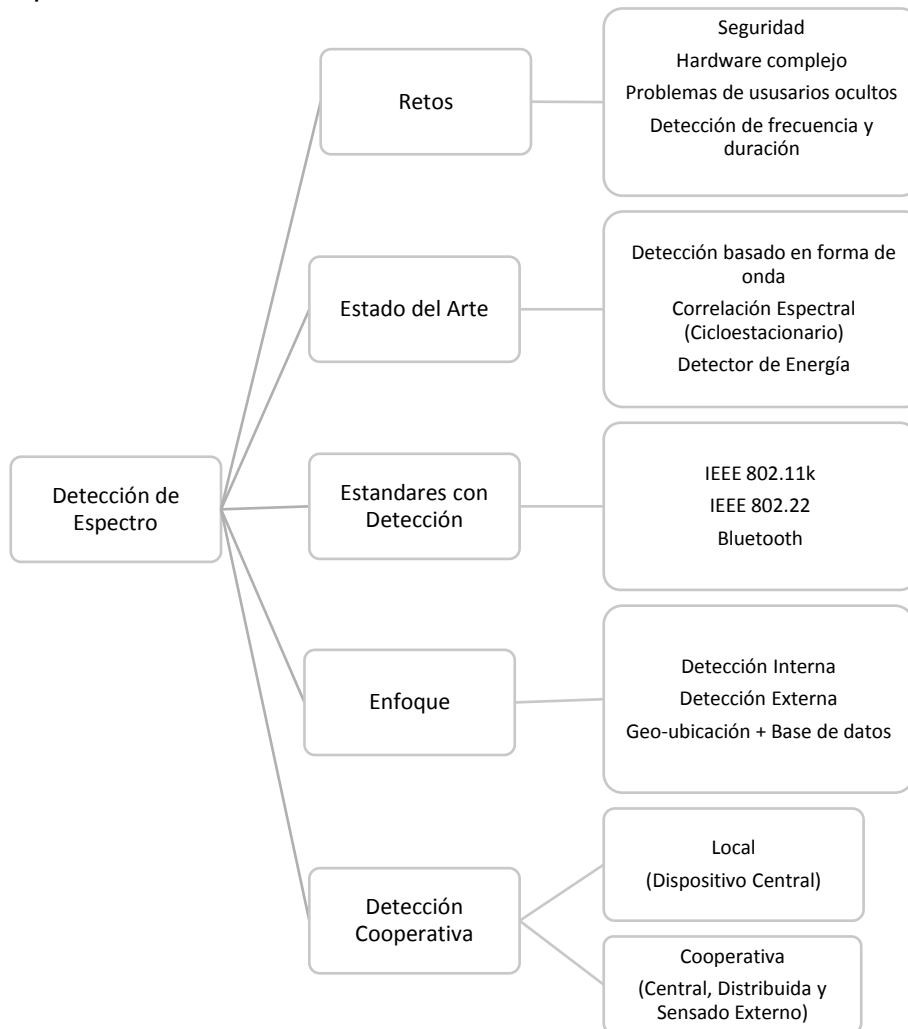 Retos
Seguridad
Hardware complejo
Problemas de ususarios ocultos
Detección de frecuencia y
duración
Estado del Arte
Detección basado en forma de
onda
Correlación Espectral
(Cicloestacionario)
Detector de Energía
Detección de
Espectro
Estandares con
Detección
IEEE 802.11k
IEEE 802.22
Bluetooth
Enfoque
Detección Interna
Detección Externa
Geo-ubicación + Base de datos
Detección
Cooperativa
Local
(Dispositivo Central)
Cooperativa
(Central, Distribuida y
Sensado Externo)